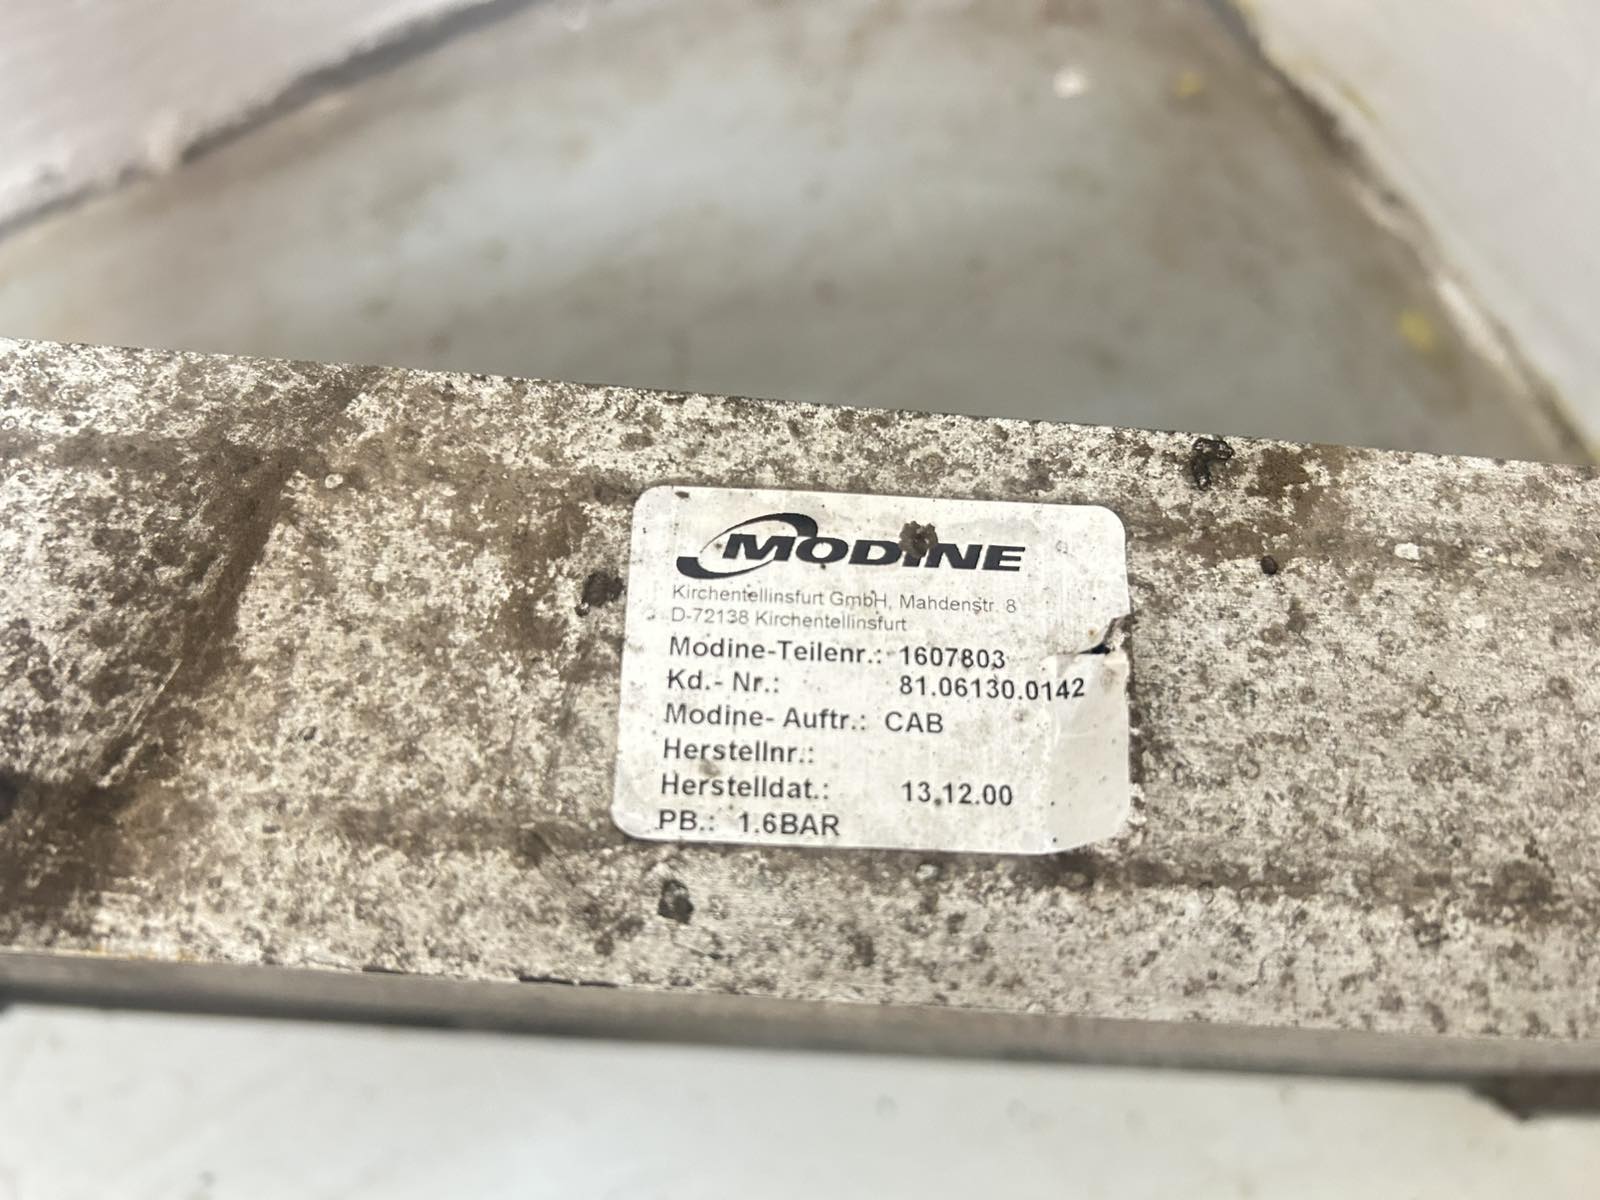 MODINE
Kirchentellinsfurt GmbH, Mahdenstr. 8
D-72138 Kirchentellinsfurt
Modine-Teilenr.: 1607803
Kd.- Nr.: 81.06130.0142
Modine- Auftr.: CAB
Herstellnr.:
Herstelldat.: 13.12.00
PB.: 1.6BAR